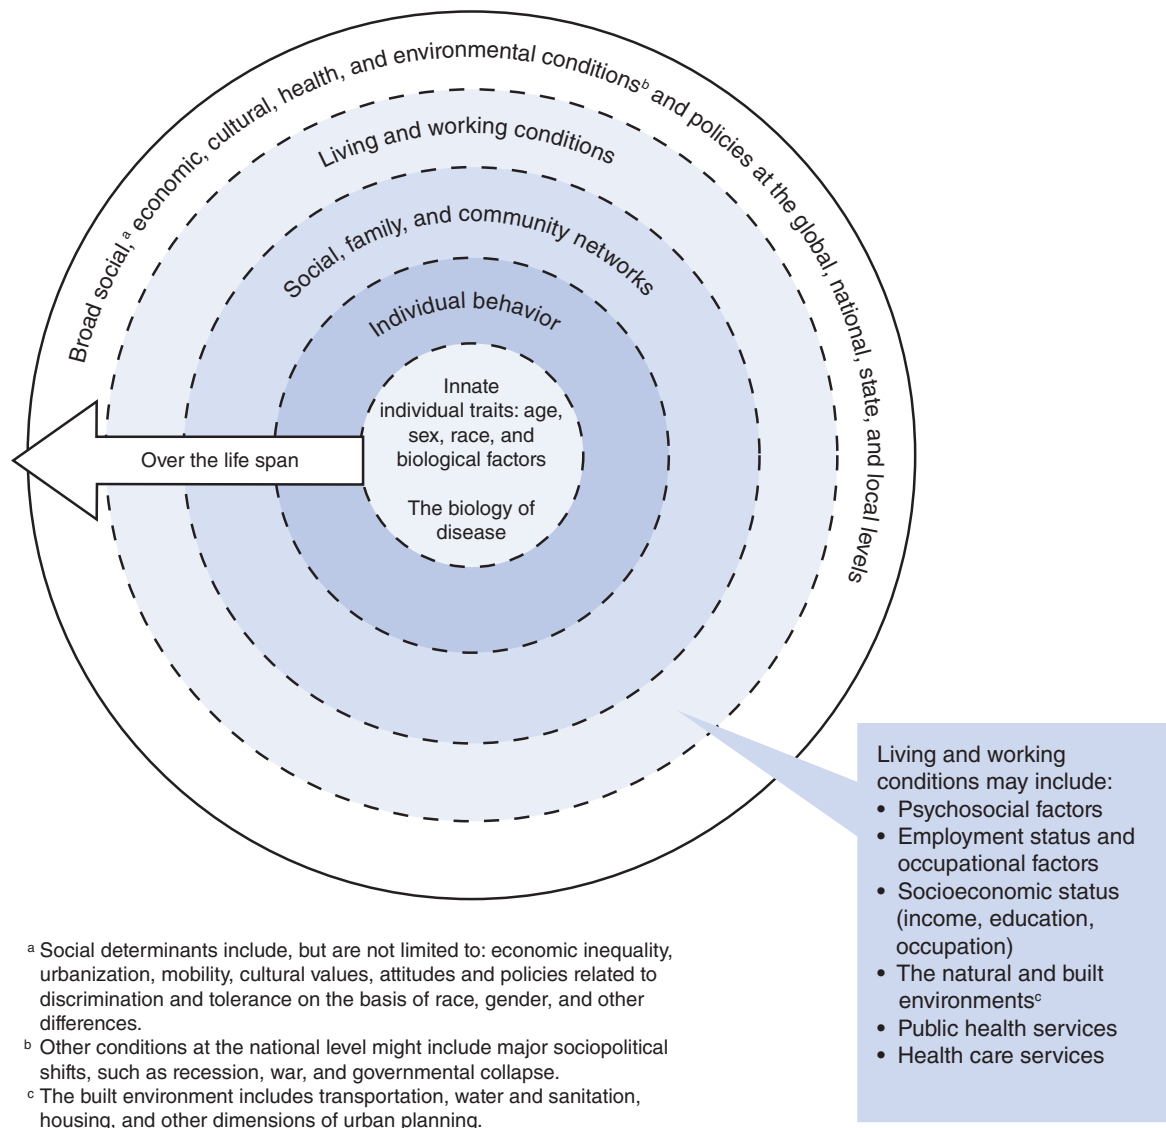 Broad social,ᵃ economic, cultural, health, and environmental conditionsᵇ and policies at the global, national, state, and local levels
Living and working conditions
Social, family, and community networks
Individual behavior
Innate
individual traits: age,
sex, race, and
biological factors
The biology of
disease
Over the life span
Living and working
conditions may include:
• Psychosocial factors
• Employment status and
occupational factors
• Socioeconomic status
(income, education,
occupation)
• The natural and built
environmentsᶜ
• Public health services
• Health care services
ᵃ Social determinants include, but are not limited to: economic inequality,
urbanization, mobility, cultural values, attitudes and policies related to
discrimination and tolerance on the basis of race, gender, and other
differences.
ᵇ Other conditions at the national level might include major sociopolitical
shifts, such as recession, war, and governmental collapse.
ᶜ The built environment includes transportation, water and sanitation,
housing, and other dimensions of urban planning.